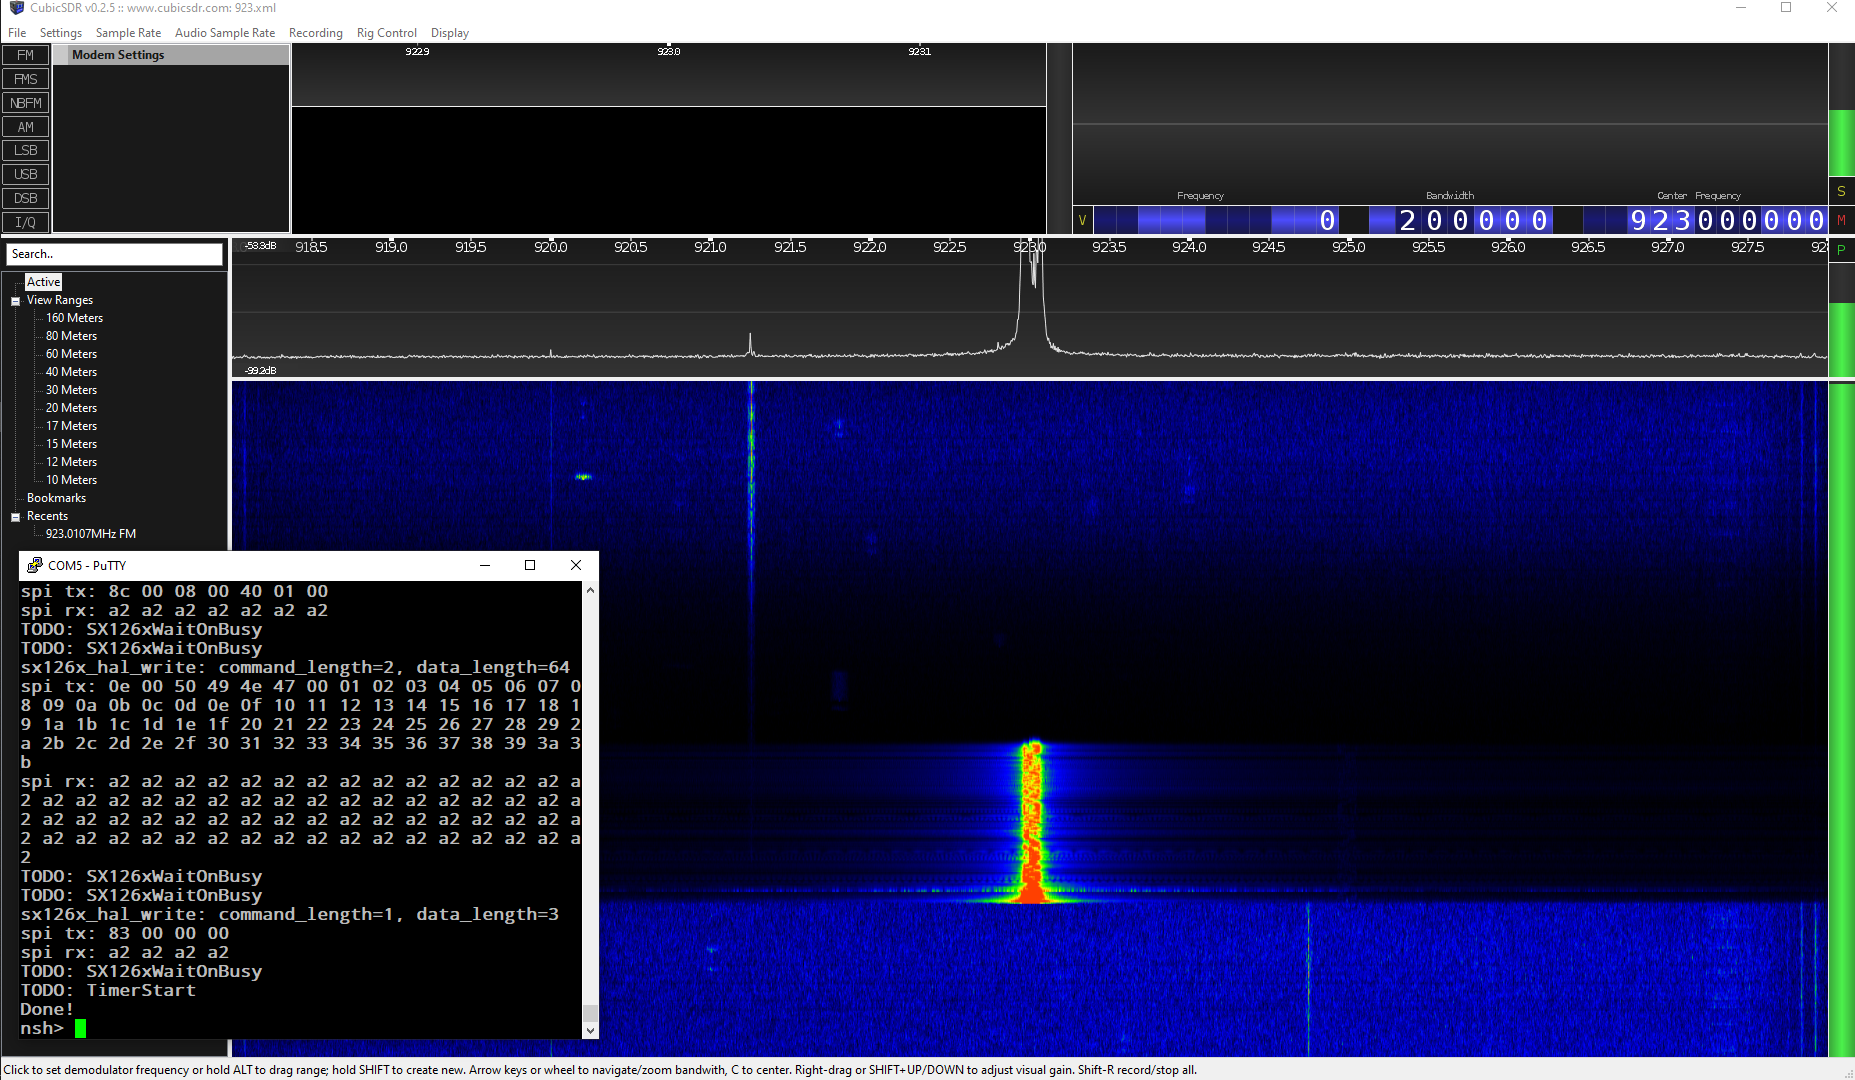 CubicSDR v0.2.5 :: www.cubicsdr.com: 923.xml
File Settings Sample Rate Audio Sample Rate Recording Rig Control Display
FM
FMS
NBFM
AM
LSB
USB
DSB
I/Q
Modem Settings
922.9 923.0 923.1
Frequency Bandwidth Center Frequency
V 0 200000 923000000
S
M
P
Search..
Active
View Ranges
160 Meters
80 Meters
60 Meters
40 Meters
30 Meters
20 Meters
17 Meters
15 Meters
12 Meters
10 Meters
Bookmarks
Recents
923.0107MHz FM
-53.3dB 918.5 919.0 919.5 920.0 920.5 921.0 921.5 922.0 922.5 923.0 923.5 924.0 924.5 925.0 925.5 926.0 926.5 927.0 927.5 928
-99.2dB
COM5 - PuTTY
spi tx: 8c 00 08 00 40 01 00
spi rx: a2 a2 a2 a2 a2 a2 a2
TODO: SX126xWaitOnBusy
TODO: SX126xWaitOnBusy
sx126x_hal_write: command_length=2, data_length=64
spi tx: 0e 00 50 49 4e 47 00 01 02 03 04 05 06 07 0
8 09 0a 0b 0c 0d 0e 0f 10 11 12 13 14 15 16 17 18 1
9 1a 1b 1c 1d 1e 1f 20 21 22 23 24 25 26 27 28 29 2
a 2b 2c 2d 2e 2f 30 31 32 33 34 35 36 37 38 39 3a 3
b
spi rx: a2 a2 a2 a2 a2 a2 a2 a2 a2 a2 a2 a2 a2 a2 a
2 a2 a2 a2 a2 a2 a2 a2 a2 a2 a2 a2 a2 a2 a2 a2 a2 a
2 a2 a2 a2 a2 a2 a2 a2 a2 a2 a2 a2 a2 a2 a2 a2 a2 a
2 a2 a2 a2 a2 a2 a2 a2 a2 a2 a2 a2 a2 a2 a2 a2 a2 a
2
TODO: SX126xWaitOnBusy
TODO: SX126xWaitOnBusy
sx126x_hal_write: command_length=1, data_length=3
spi tx: 83 00 00 00
spi rx: a2 a2 a2 a2
TODO: SX126xWaitOnBusy
TODO: TimerStart
Done!
nsh>
Click to set demodulator frequency or hold ALT to drag range; hold SHIFT to create new. Arrow keys or wheel to navigate/zoom bandwith, C to center. Right-drag or SHIFT+UP/DOWN to adjust visual gain. Shift-R record/stop all.